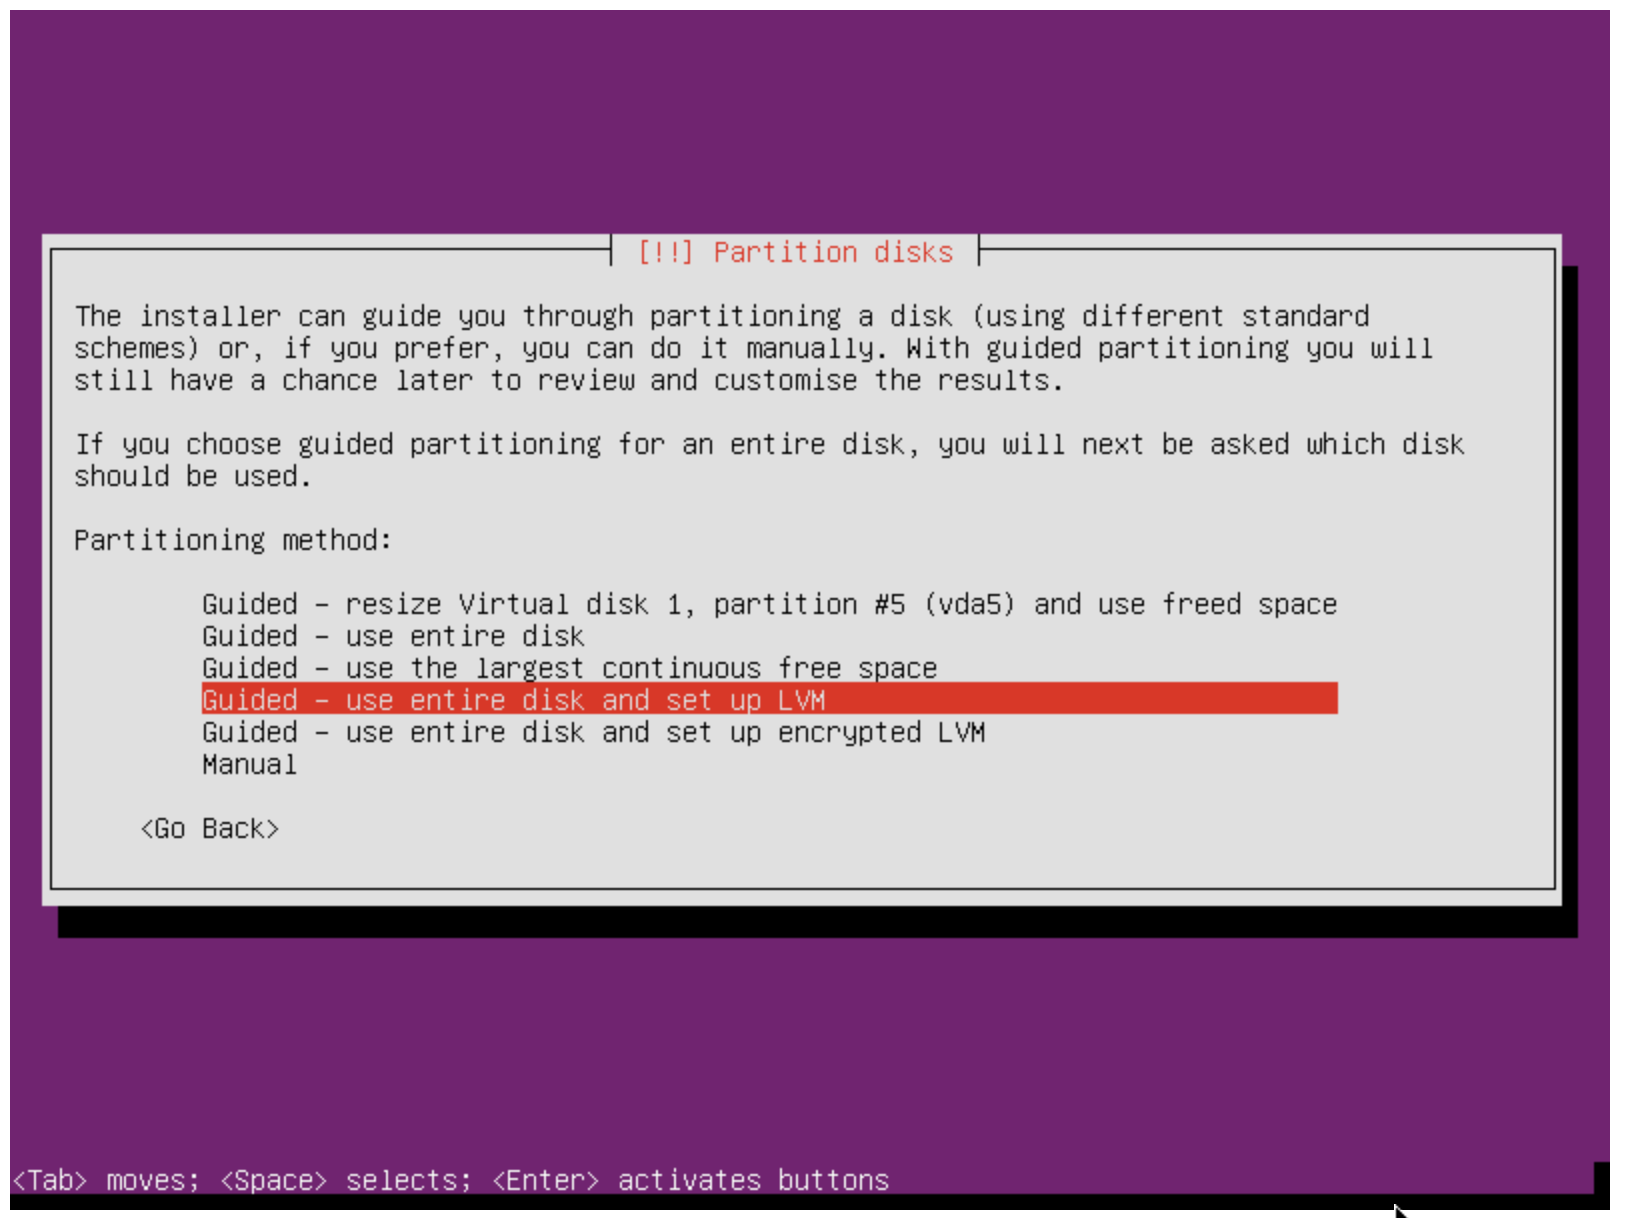 [!!] Partition disks
The installer can guide you through partitioning a disk (using different standard
schemes) or, if you prefer, you can do it manually. With guided partitioning you will
still have a chance later to review and customise the results.
If you choose guided partitioning for an entire disk, you will next be asked which disk
should be used.
Partitioning method:
Guided – resize Virtual disk 1, partition #5 (vda5) and use freed space
Guided – use entire disk
Guided – use the largest continuous free space
Guided – use entire disk and set up LVM
Guided – use entire disk and set up encrypted LVM
Manual
<Go Back>
<Tab> moves; <Space> selects; <Enter> activates buttons